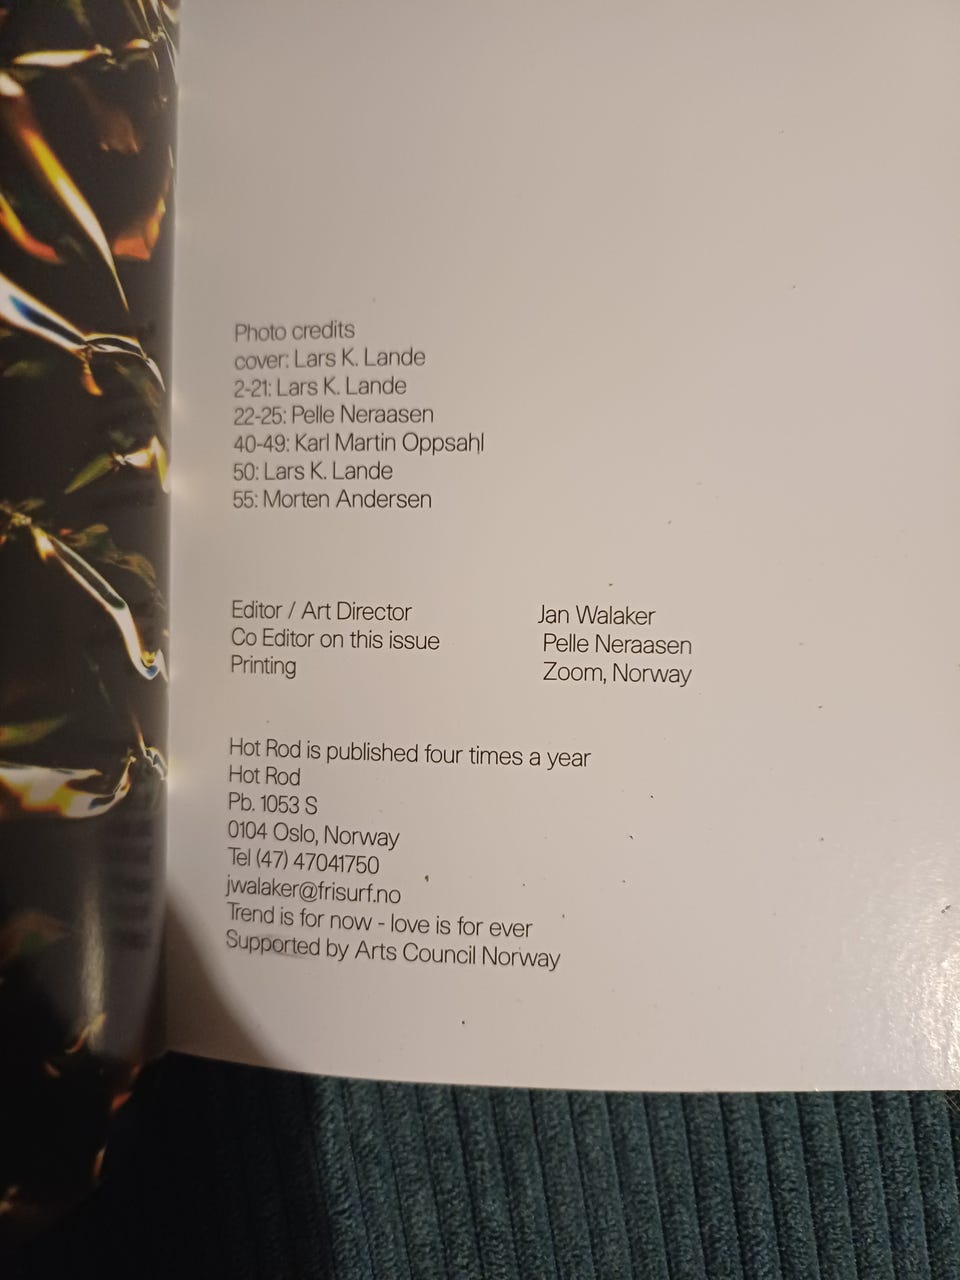 Photo credits
cover: Lars K. Lande
2-21: Lars K. Lande
22-25: Pelle Neraasen
40-49: Karl Martin Oppsahl
50: Lars K. Lande
55: Morten Andersen
Editor / Art Director Jan Walaker
Co Editor on this issue Pelle Neraasen
Printing Zoom, Norway
Hot Rod is published four times a year
Hot Rod
Pb. 1053 S
0104 Oslo, Norway
Tel (47) 47041750
jwalaker@frisurf.no
Trend is for now - love is for ever
Supported by Arts Council Norway